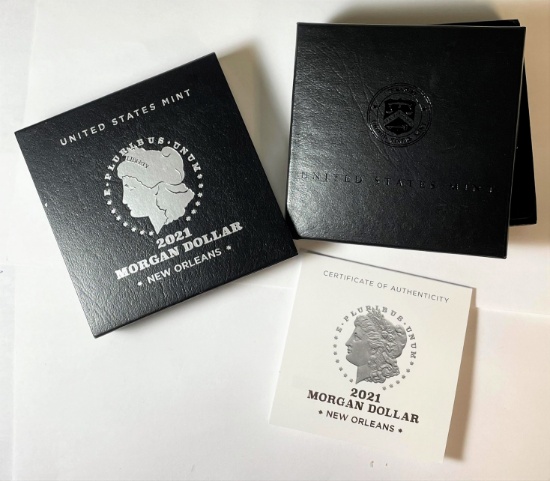 UNITED STATES MINT
E · PLURIBUS · UNUM
LIBERTY
2021
MORGAN DOLLAR
★ NEW ORLEANS ★
UNITED STATES MINT
CERTIFICATE OF AUTHENTICITY
E · PLURIBUS · UNUM
2021
MORGAN DOLLAR
★ NEW ORLEANS ★